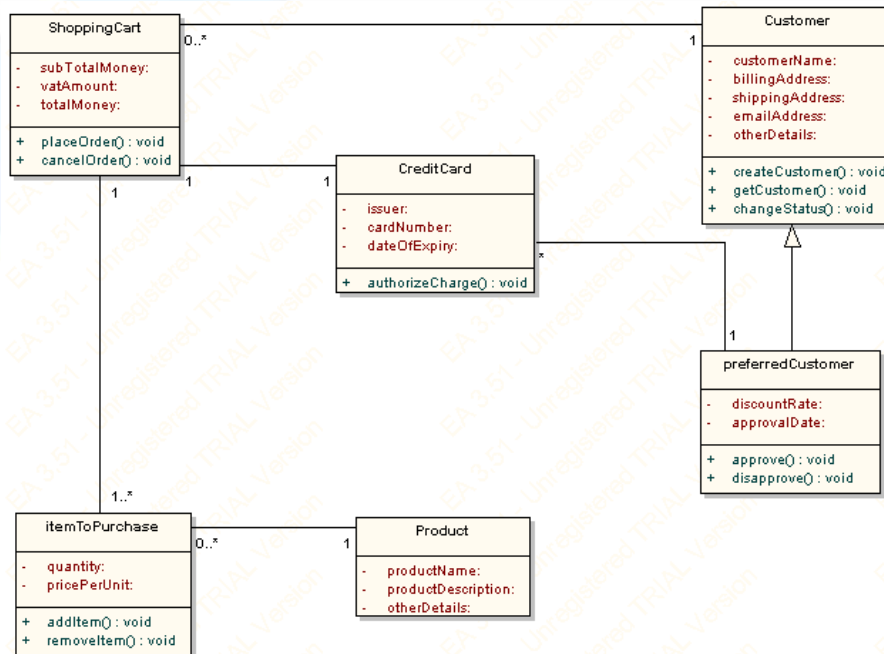 ShoppingCart
- subTotalMoney:
- vatAmount:
- totalMoney:
+ placeOrder() : void
+ cancelOrder() : void
0..*
1
Customer
- customerName:
- billingAddress:
- shippingAddress:
- emailAddress:
- otherDetails:
+ createCustomer() : void
+ getCustomer() : void
+ changeStatus() : void
1
1
1
CreditCard
- issuer:
- cardNumber:
- dateOfExpiry:
+ authorizeCharge() : void
*
1
preferredCustomer
- discountRate:
- approvalDate:
+ approve() : void
+ disapprove() : void
1..*
itemToPurchase
- quantity:
- pricePerUnit:
+ addItem() : void
+ removeItem() : void
0..*
1
Product
- productName:
- productDescription:
- otherDetails:
EA 3.51 - Unregistered TRIAL Version